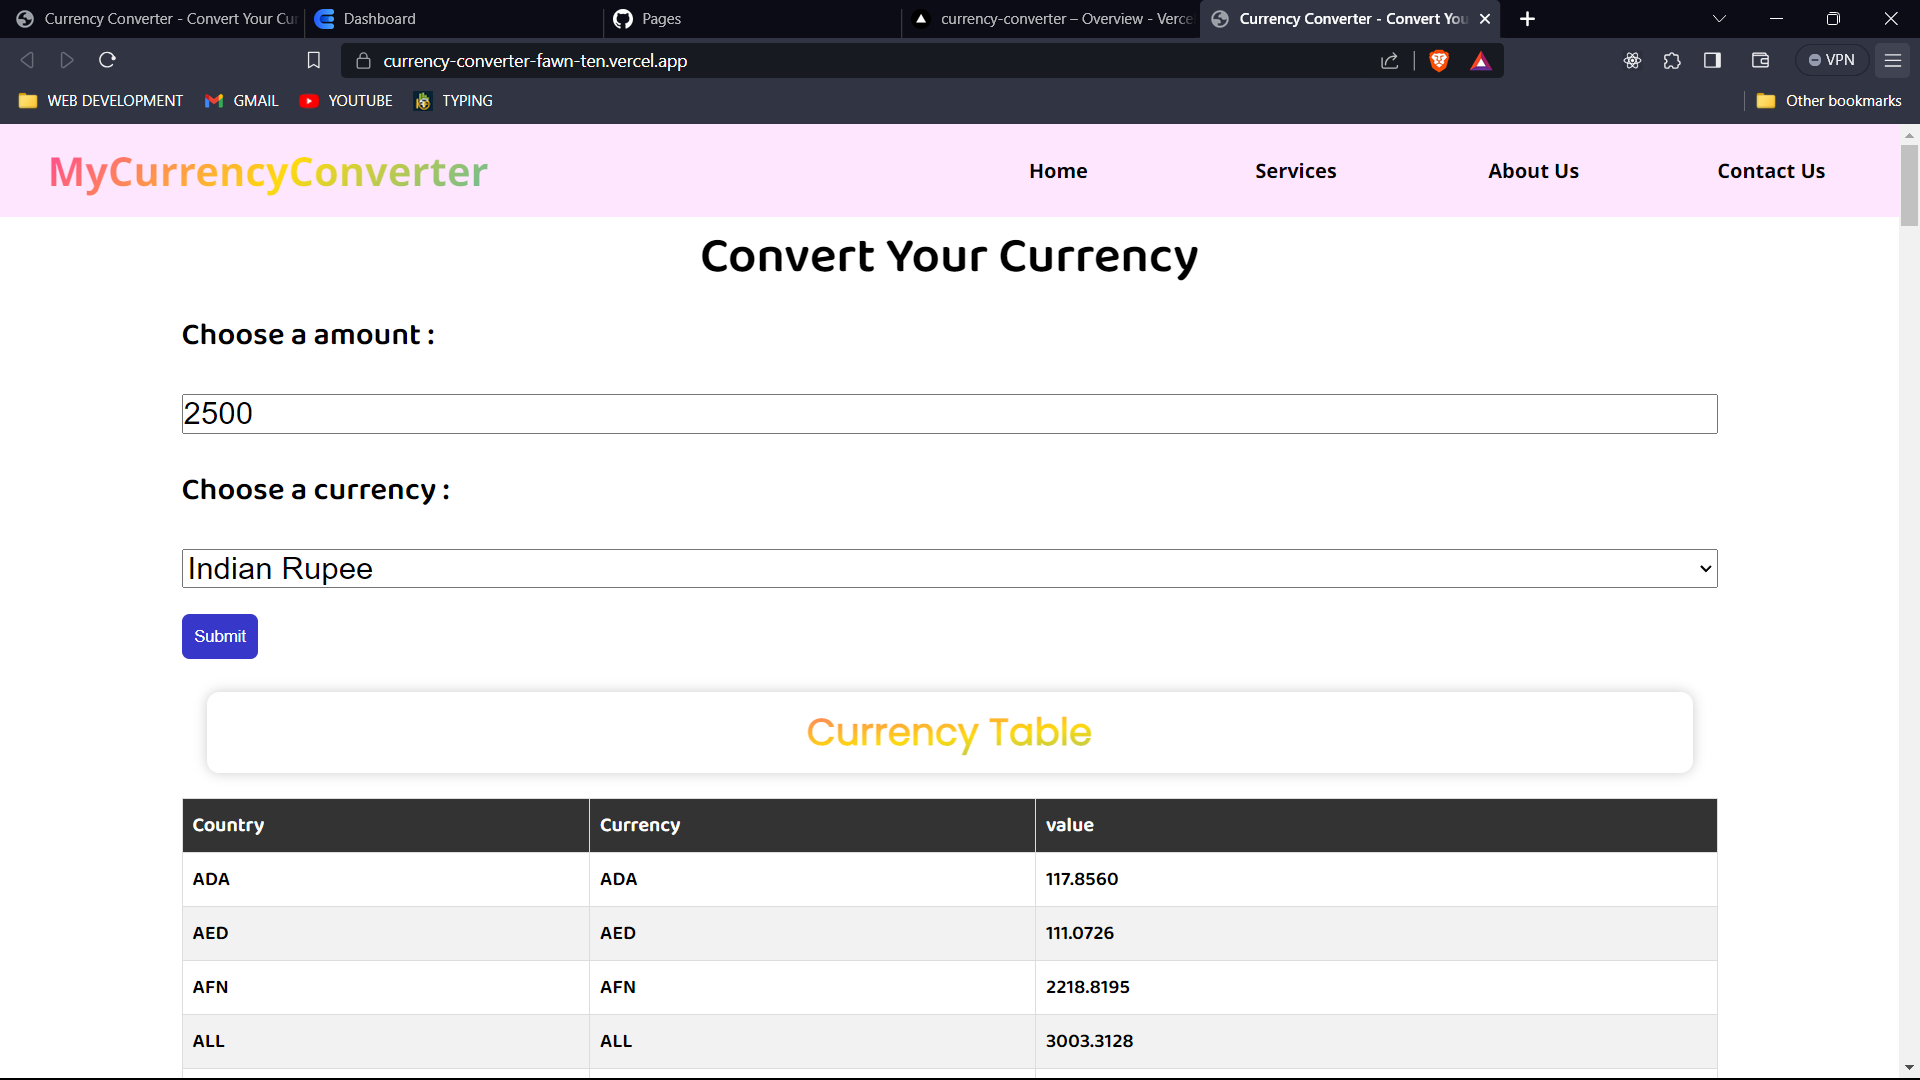 Currency Converter - Convert Your Cur
Dashboard
Pages
currency-converter – Overview - Verce
Currency Converter - Convert You
currency-converter-fawn-ten.vercel.app
VPN
WEB DEVELOPMENT
GMAIL
YOUTUBE
TYPING
Other bookmarks
MyCurrencyConverter
Home
Services
About Us
Contact Us
Convert Your Currency
Choose a amount :
2500
Choose a currency :
Indian Rupee
Submit
Currency Table
Country Currency value
ADA ADA 117.8560
AED AED 111.0726
AFN AFN 2218.8195
ALL ALL 3003.3128